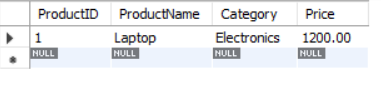 ProductID ProductName Category Price
1 Laptop Electronics 1200.00
NULL NULL NULL NULL